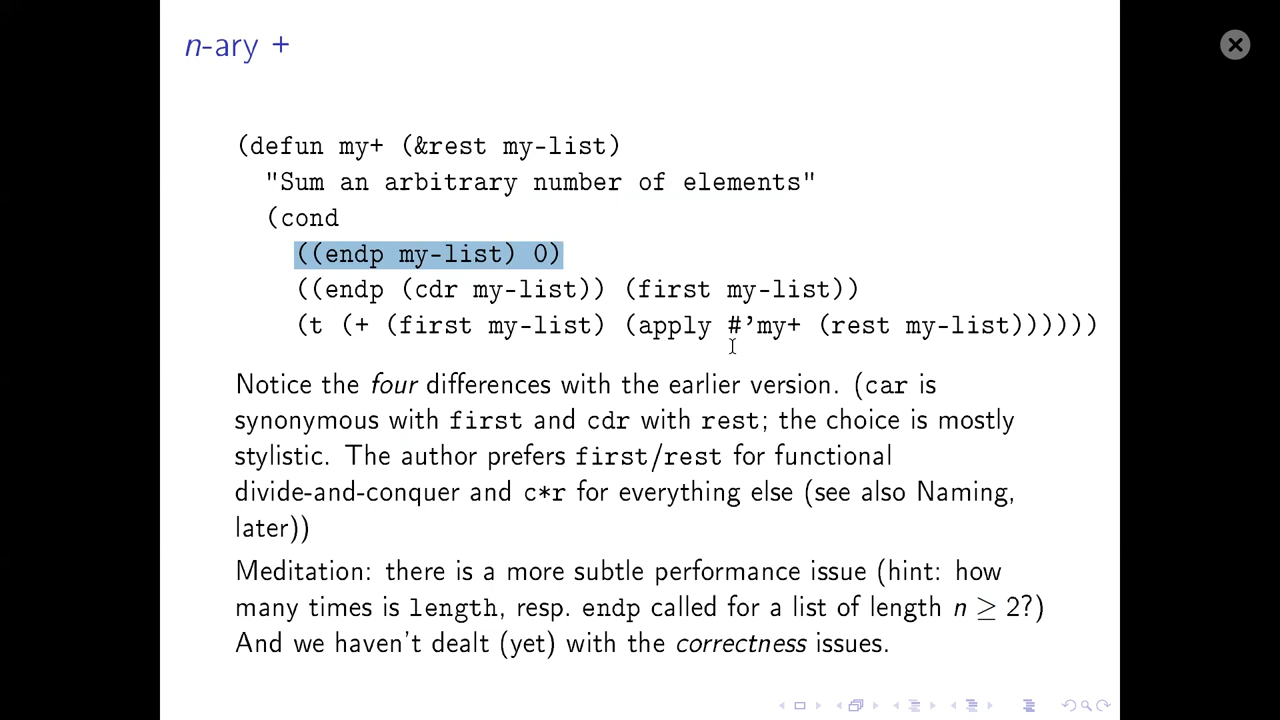 n-ary +
(defun my+ (&rest my-list)
"Sum an arbitrary number of elements"
(cond
((endp my-list) 0)
((endp (cdr my-list)) (first my-list))
(t (+ (first my-list) (apply #’my+ (rest my-list))))))
Notice the four differences with the earlier version. (car is
synonymous with first and cdr with rest; the choice is mostly
stylistic. The author prefers first/rest for functional
divide-and-conquer and c*r for everything else (see also Naming,
later))
Meditation: there is a more subtle performance issue (hint: how
many times is length, resp. endp called for a list of length n ≥ 2?)
And we haven’t dealt (yet) with the correctness issues.